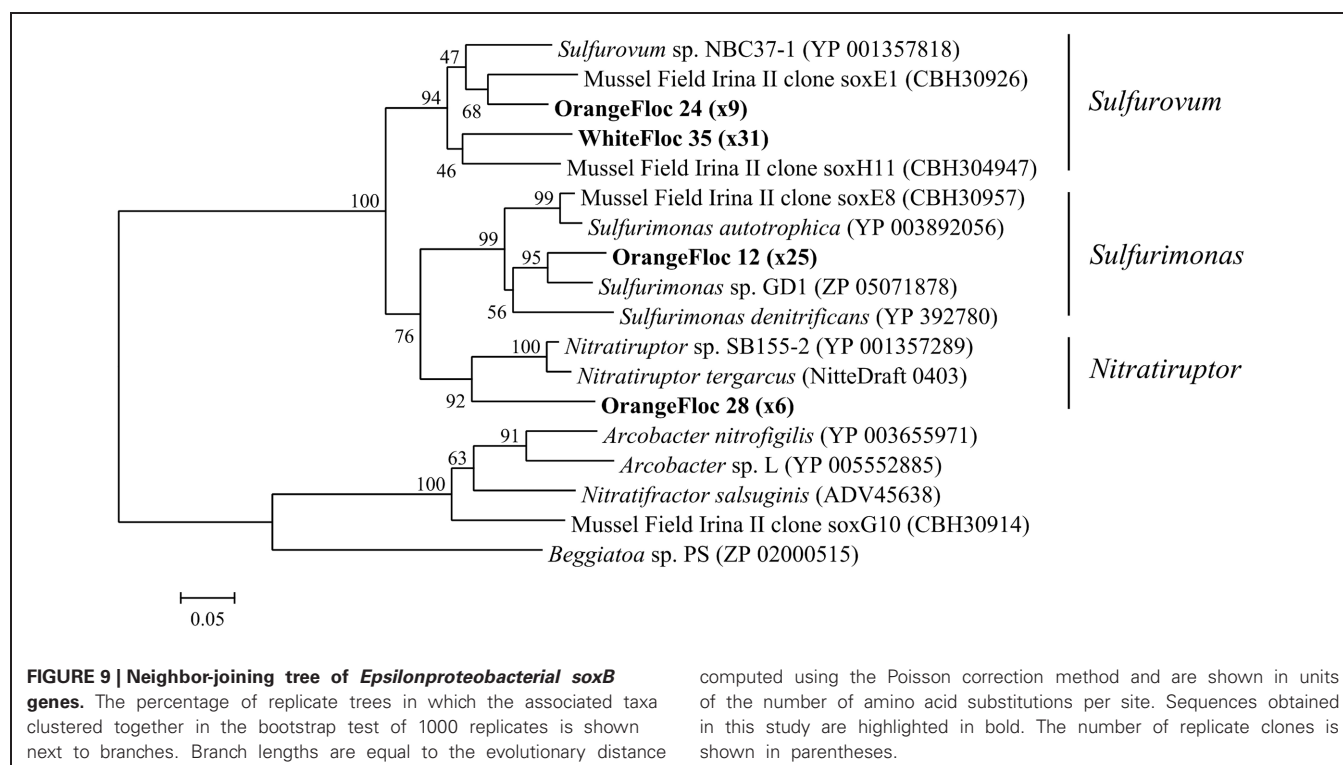 47
Sulfurovum sp. NBC37-1 (YP 001357818)
Mussel Field Irina II clone soxE1 (CBH30926)
94
68
OrangeFloc 24 (x9)
WhiteFloc 35 (x31)
46
Mussel Field Irina II clone soxH11 (CBH304947)
Sulfurovum
100
99
Mussel Field Irina II clone soxE8 (CBH30957)
Sulfurimonas autotrophica (YP 003892056)
99
95
OrangeFloc 12 (x25)
Sulfurimonas sp. GD1 (ZP 05071878)
56
Sulfurimonas denitrificans (YP 392780)
Sulfurimonas
76
100
Nitratiruptor sp. SB155-2 (YP 001357289)
Nitratiruptor tergarcus (NitteDraft 0403)
92
OrangeFloc 28 (x6)
Nitratiruptor
91
Arcobacter nitrofigilis (YP 003655971)
63
Arcobacter sp. L (YP 005552885)
100
Nitratifractor salsuginis (ADV45638)
Mussel Field Irina II clone soxG10 (CBH30914)
Beggiatoa sp. PS (ZP 02000515)
0.05
FIGURE 9 | Neighbor-joining tree of Epsilonproteobacterial soxB
genes. The percentage of replicate trees in which the associated taxa
clustered together in the bootstrap test of 1000 replicates is shown
next to branches. Branch lengths are equal to the evolutionary distance
computed using the Poisson correction method and are shown in units
of the number of amino acid substitutions per site. Sequences obtained
in this study are highlighted in bold. The number of replicate clones is
shown in parentheses.